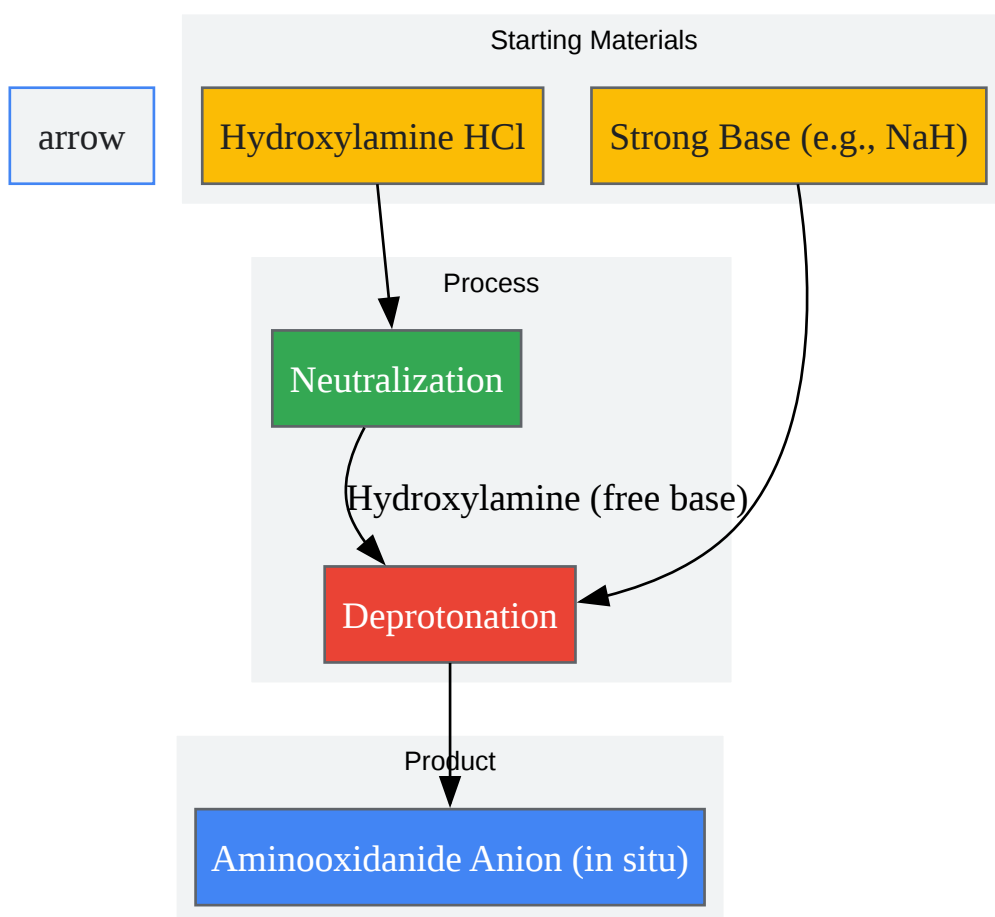 Starting Materials
arrow
Hydroxylamine HCl
Strong Base (e.g., NaH)
Process
Neutralization
Hydroxylamine (free base)
Deprotonation
Product
Aminooxidanide Anion (in situ)